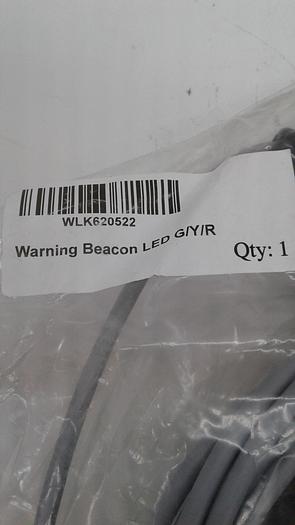 WLK620522
Warning Beacon LED G/Y/R
Qty: 1